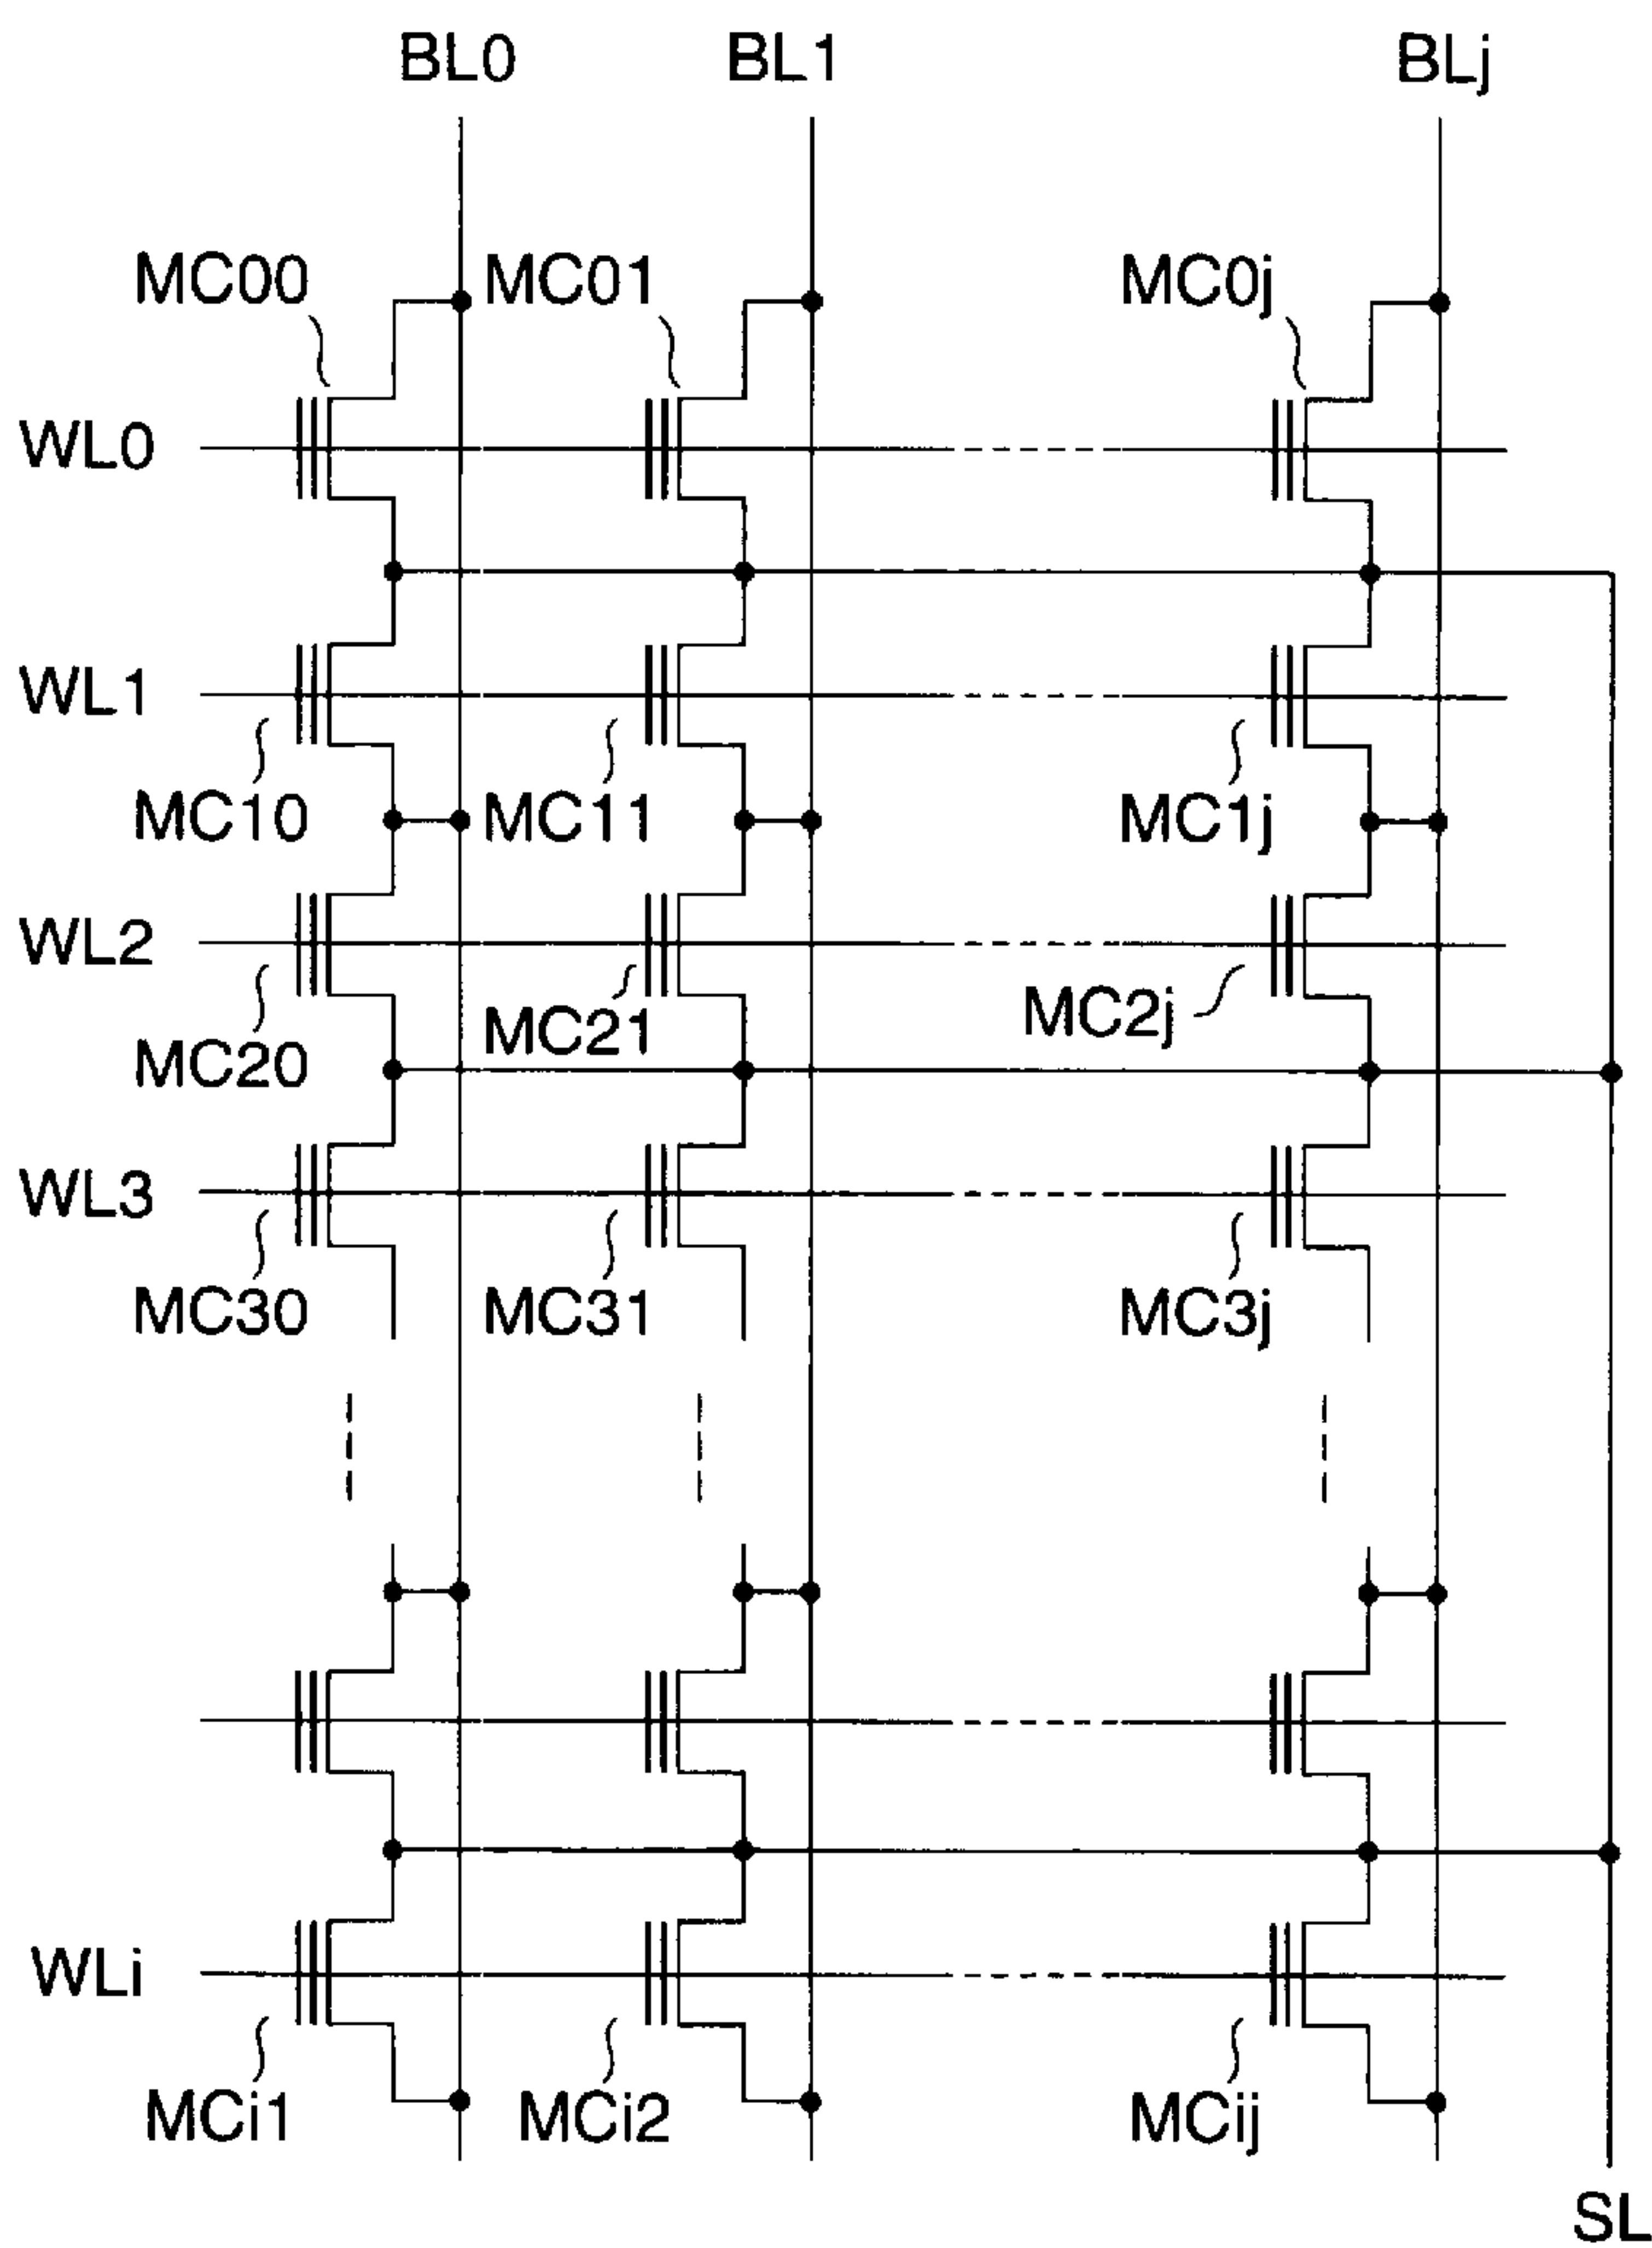 BL0 BL1 BLj
MC00 MC01 MC0j
WL0
WL1
MC10 MC11 MC1j
WL2
MC20 MC21 MC2j
WL3
MC30 MC31 MC3j
WLi
MCi1 MCi2 MCij
SL